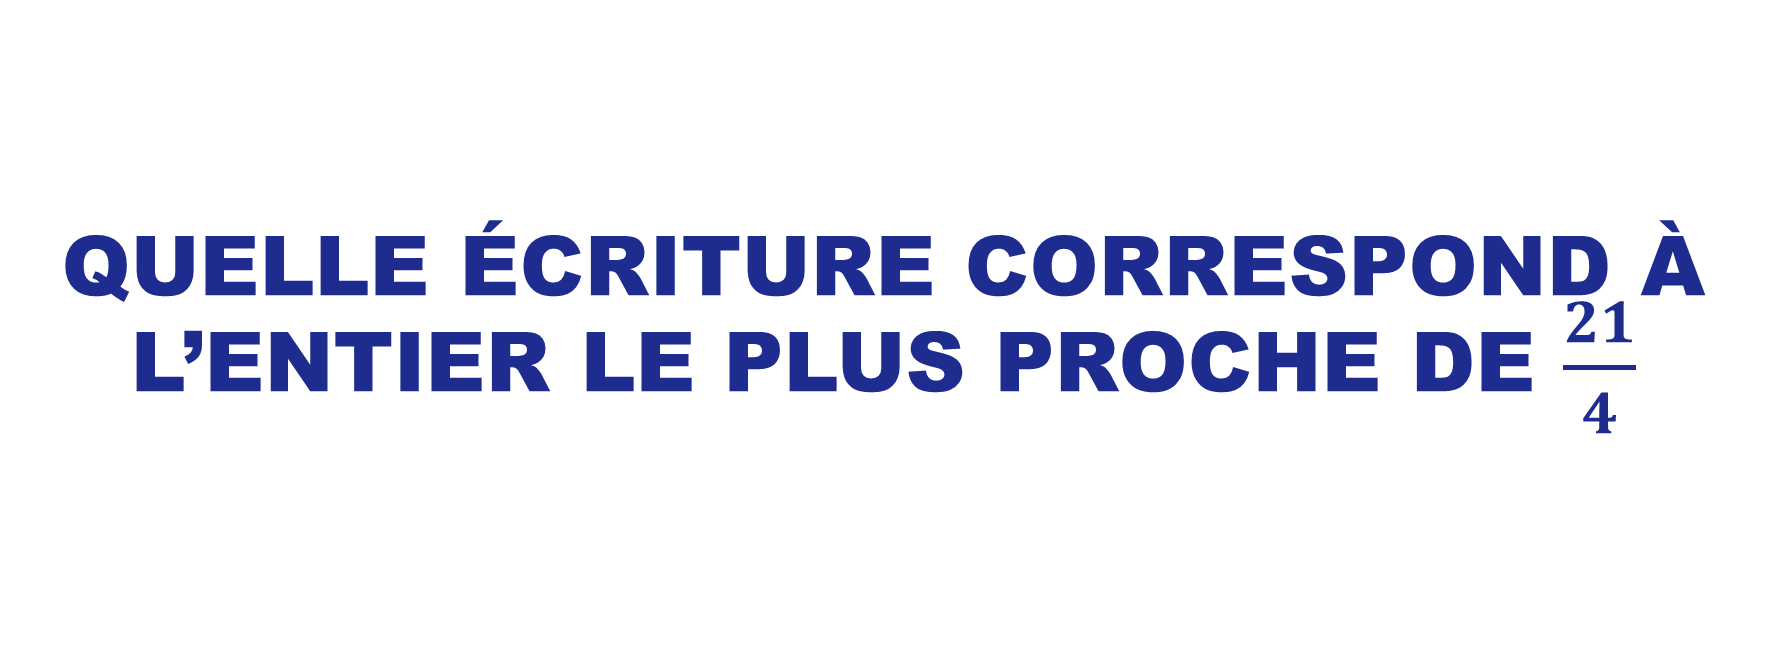 QUELLE ÉCRITURE CORRESPOND À
L’ENTIER LE PLUS PROCHE DE 21/4